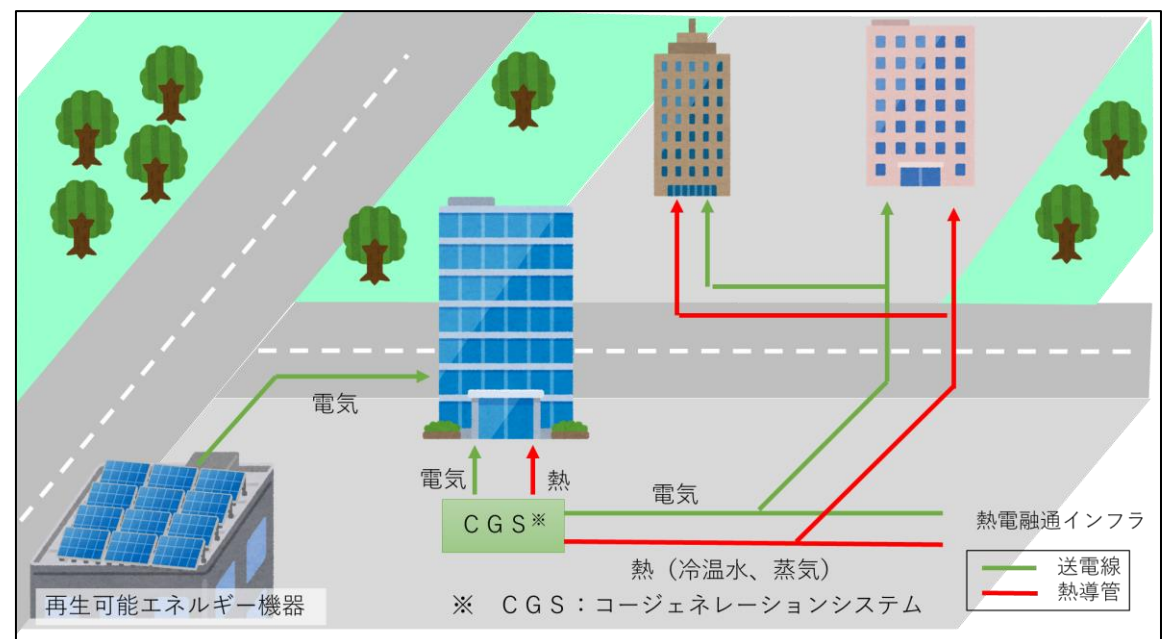 電気
電気
熱
電気
CGS※
熱電融通インフラ
送電線
熱導管
熱（冷温水、蒸気）
再生可能エネルギー機器
※　CGS：コージェネレーションシステム